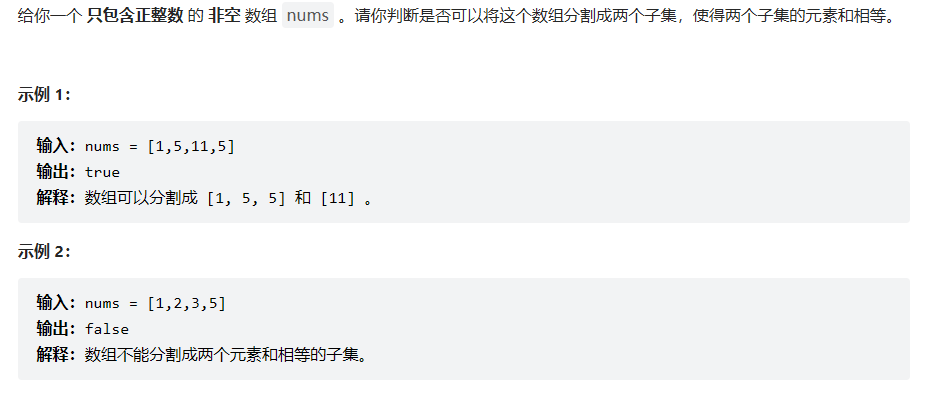 给你一个 只包含正整数 的 非空 数组 nums 。请你判断是否可以将这个数组分割成两个子集，使得两个子集的元素和相等。
示例 1：
输入：nums = [1,5,11,5]
输出：true
解释：数组可以分割成 [1, 5, 5] 和 [11] 。
示例 2：
输入：nums = [1,2,3,5]
输出：false
解释：数组不能分割成两个元素和相等的子集。